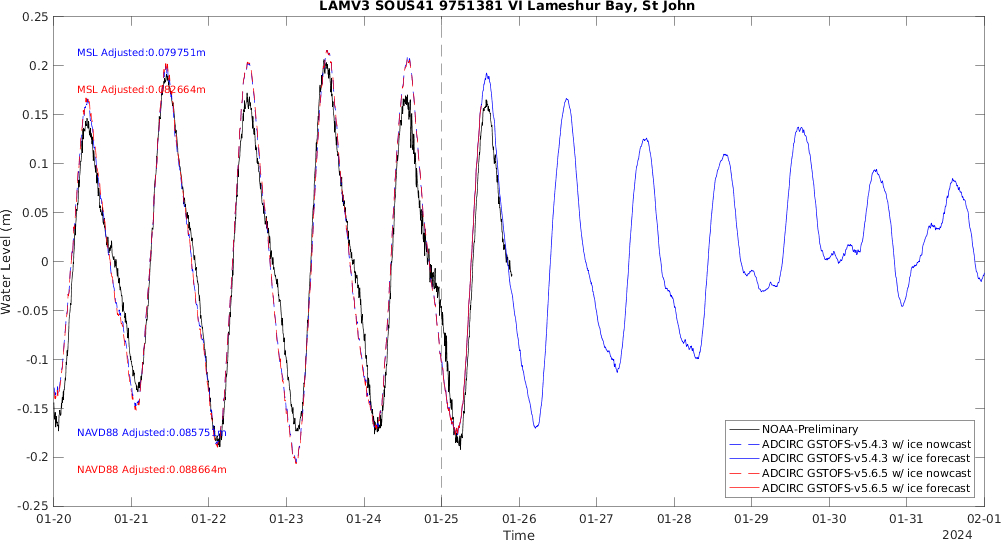 LAMV3 SOUS41 9751381 VI Lameshur Bay, St John
0.25
0.2
0.15
0.1
0.05
0
-0.05
-0.1
-0.15
-0.2
-0.25
Water Level (m)
MSL Adjusted:0.079751m
MSL Adjusted:0.082664m
NAVD88 Adjusted:0.085751m
NAVD88 Adjusted:0.088664m
NOAA-Preliminary
ADCIRC GSTOFS-v5.4.3 w/ ice nowcast
ADCIRC GSTOFS-v5.4.3 w/ ice forecast
ADCIRC GSTOFS-v5.6.5 w/ ice nowcast
ADCIRC GSTOFS-v5.6.5 w/ ice forecast
01-20 01-21 01-22 01-23 01-24 01-25 01-26 01-27 01-28 01-29 01-30 01-31 02-01
Time
2024